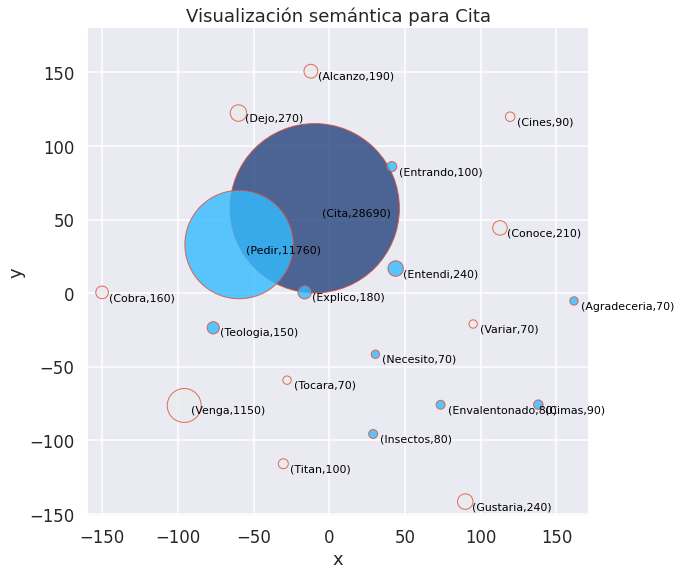 Visualización semántica para Cita
y
150
100
50
0
−50
−100
−150
(Alcanzo,190)
(Dejo,270)
(Cines,90)
(Entrando,100)
(Cita,28690)
(Conoce,210)
(Pedir,11760)
(Entendi,240)
(Cobra,160)
(Explico,180)
(Agradeceria,70)
(Teologia,150)
(Variar,70)
(Necesito,70)
(Tocara,70)
(Venga,1150)
(Envalentonado,80)
(Cimas,90)
(Insectos,80)
(Titan,100)
(Gustaria,240)
−150 −100 −50 0 50 100 150
x